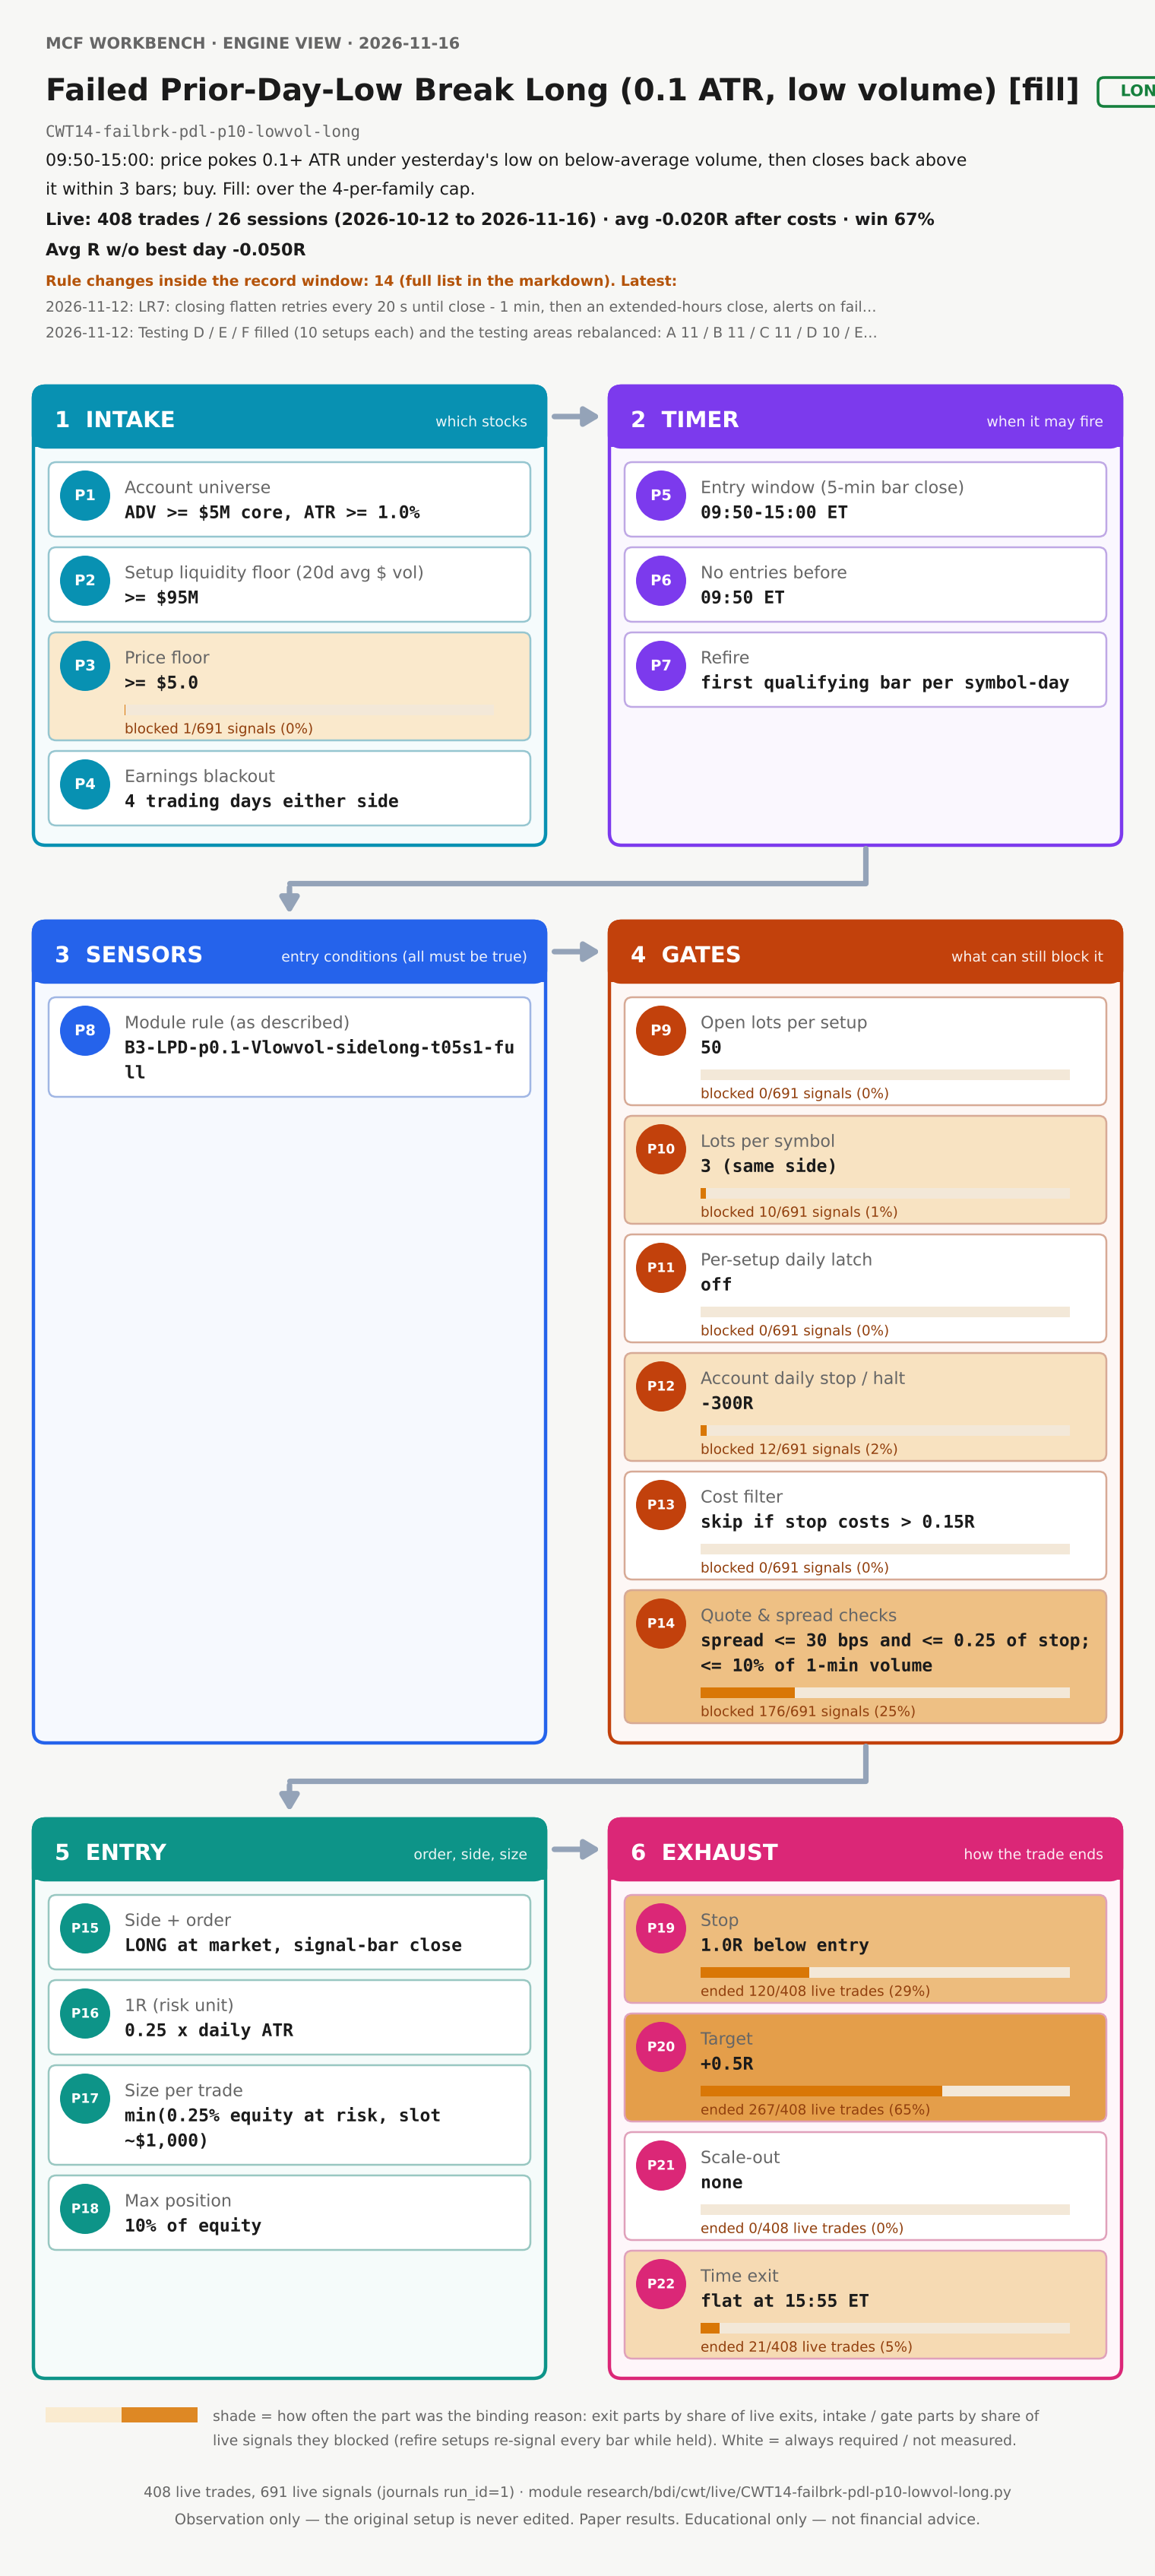 MCF WORKBENCH · ENGINE VIEW · 2026-11-16
Failed Prior-Day-Low Break Long (0.1 ATR, low volume) [fill]
LON
CWT14-failbrk-pdl-p10-lowvol-long
09:50-15:00: price pokes 0.1+ ATR under yesterday's low on below-average volume, then closes back above
it within 3 bars; buy. Fill: over the 4-per-family cap.
Live: 408 trades / 26 sessions (2026-10-12 to 2026-11-16) · avg -0.020R after costs · win 67%
Avg R w/o best day -0.050R
Rule changes inside the record window: 14 (full list in the markdown). Latest:
2026-11-12: LR7: closing flatten retries every 20 s until close - 1 min, then an extended-hours close, alerts on fail…
2026-11-12: Testing D / E / F filled (10 setups each) and the testing areas rebalanced: A 11 / B 11 / C 11 / D 10 / E…
1 INTAKE
which stocks
P1
Account universe
ADV >= $5M core, ATR >= 1.0%
P2
Setup liquidity floor (20d avg $ vol)
>= $95M
P3
Price floor
>= $5.0
blocked 1/691 signals (0%)
P4
Earnings blackout
4 trading days either side
2 TIMER
when it may fire
P5
Entry window (5-min bar close)
09:50-15:00 ET
P6
No entries before
09:50 ET
P7
Refire
first qualifying bar per symbol-day
3 SENSORS
entry conditions (all must be true)
P8
Module rule (as described)
B3-LPD-p0.1-Vlowvol-sidelong-t05s1-fu
ll
4 GATES
what can still block it
P9
Open lots per setup
50
blocked 0/691 signals (0%)
P10
Lots per symbol
3 (same side)
blocked 10/691 signals (1%)
P11
Per-setup daily latch
off
blocked 0/691 signals (0%)
P12
Account daily stop / halt
-300R
blocked 12/691 signals (2%)
P13
Cost filter
skip if stop costs > 0.15R
blocked 0/691 signals (0%)
P14
Quote & spread checks
spread <= 30 bps and <= 0.25 of stop;
<= 10% of 1-min volume
blocked 176/691 signals (25%)
5 ENTRY
order, side, size
P15
Side + order
LONG at market, signal-bar close
P16
1R (risk unit)
0.25 x daily ATR
P17
Size per trade
min(0.25% equity at risk, slot
~$1,000)
P18
Max position
10% of equity
6 EXHAUST
how the trade ends
P19
Stop
1.0R below entry
ended 120/408 live trades (29%)
P20
Target
+0.5R
ended 267/408 live trades (65%)
P21
Scale-out
none
ended 0/408 live trades (0%)
P22
Time exit
flat at 15:55 ET
ended 21/408 live trades (5%)
shade = how often the part was the binding reason: exit parts by share of live exits, intake / gate parts by share of
live signals they blocked (refire setups re-signal every bar while held). White = always required / not measured.
408 live trades, 691 live signals (journals run_id=1) · module research/bdi/cwt/live/CWT14-failbrk-pdl-p10-lowvol-long.py
Observation only — the original setup is never edited. Paper results. Educational only — not financial advice.